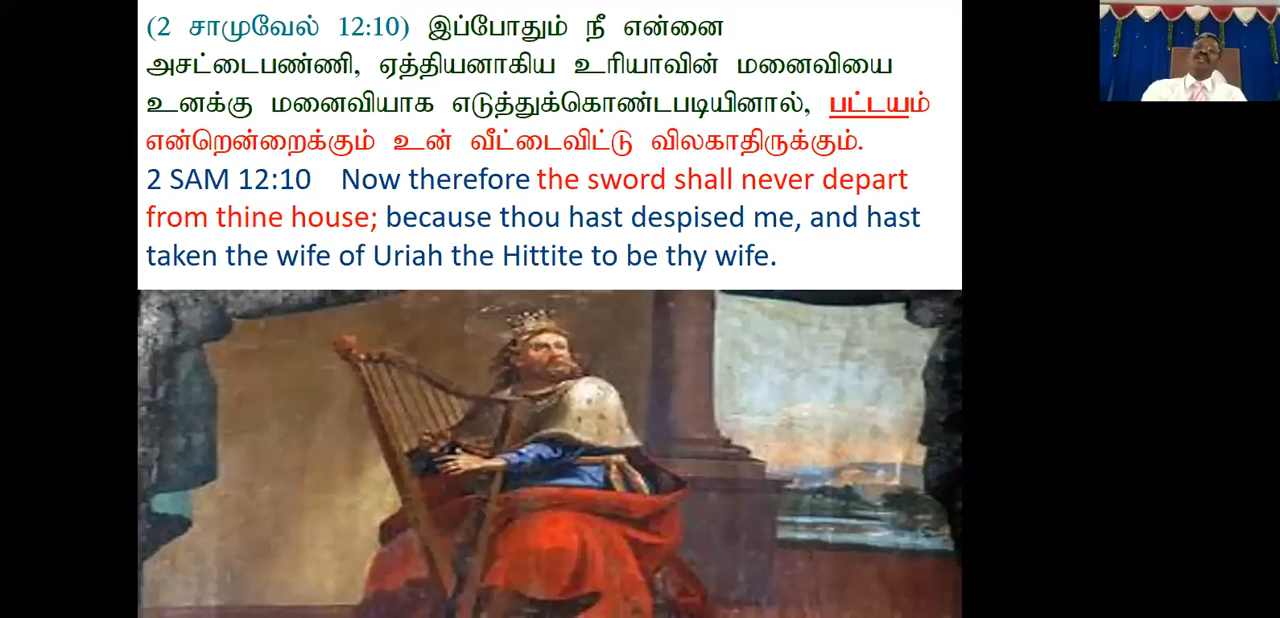 (2 சாமுவேல் 12:10) இப்போதும் நீ என்னை
அசட்டைபண்ணி, ஏத்தியனாகிய உரியாவின் மனைவியை
உனக்கு மனைவியாக எடுத்துக்கொண்டபடியினால், பட்டயம்
என்றென்றைக்கும் உன் வீட்டைவிட்டு விலகாதிருக்கும்.
2 SAM 12:10 Now therefore the sword shall never depart
from thine house; because thou hast despised me, and hast
taken the wife of Uriah the Hittite to be thy wife.